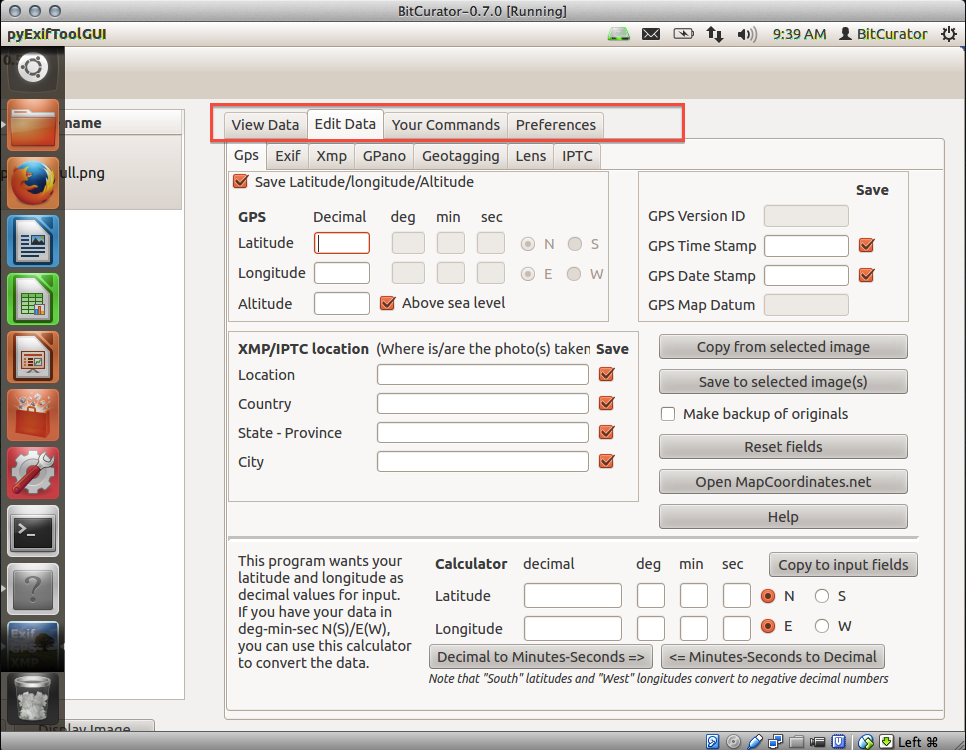 BitCurator-0.7.0 [Running]
pyExifToolGUI
9:39 AM BitCurator
name
ull.png
View Data Edit Data Your Commands Preferences
Gps Exif Xmp GPano Geotagging Lens IPTC
Save Latitude/longitude/Altitude
GPS Decimal deg min sec
Latitude N S
Longitude E W
Altitude Above sea level
Save
GPS Version ID
GPS Time Stamp
GPS Date Stamp
GPS Map Datum
XMP/IPTC location (Where is/are the photo(s) taken Save
Location
Country
State - Province
City
Copy from selected image
Save to selected image(s)
Make backup of originals
Reset fields
Open MapCoordinates.net
Help
This program wants your
latitude and longitude as
decimal values for input.
If you have your data in
deg-min-sec N(S)/E(W),
you can use this calculator
to convert the data.
Calculator decimal deg min sec Copy to input fields
Latitude N S
Longitude E W
Decimal to Minutes-Seconds => <= Minutes-Seconds to Decimal
Note that "South" latitudes and "West" longitudes convert to negative decimal numbers
Exif
GPS
XMP
Display Image
Left ⌘